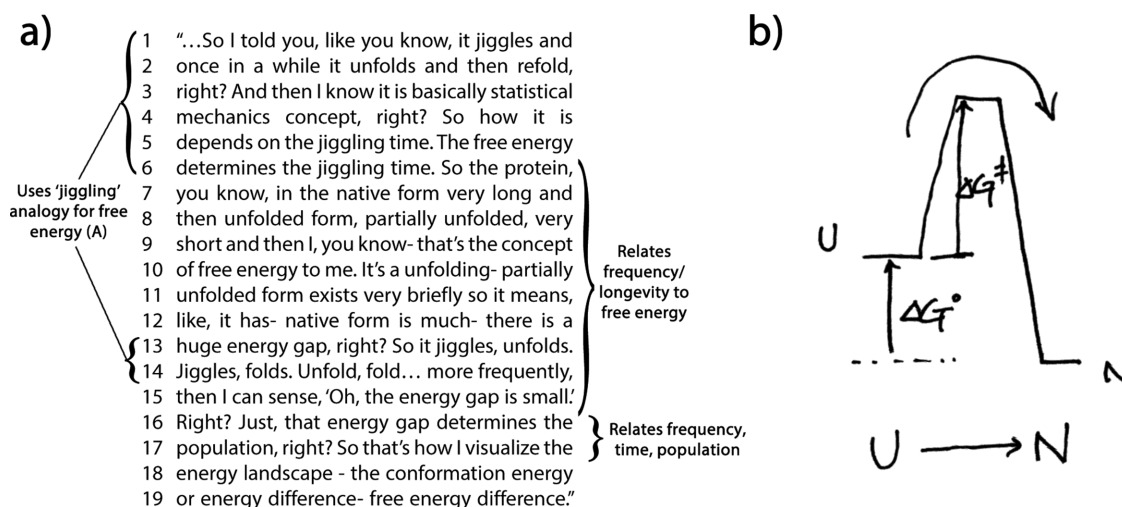 a)
1 “...So I told you, like you know, it jiggles and
2 once in a while it unfolds and then refold,
3 right? And then I know it is basically statistical
4 mechanics concept, right? So how it is
5 depends on the jiggling time. The free energy
6 determines the jiggling time. So the protein,
7 you know, in the native form very long and
8 then unfolded form, partially unfolded, very
9 short and then I, you know- that’s the concept
10 of free energy to me. It’s a unfolding- partially
11 unfolded form exists very briefly so it means,
12 like, it has- native form is much- there is a
13 huge energy gap, right? So it jiggles, unfolds.
14 Jiggles, folds. Unfold, fold... more frequently,
15 then I can sense, ‘Oh, the energy gap is small.’
16 Right? Just, that energy gap determines the
17 population, right? So that’s how I visualize the
18 energy landscape - the conformation energy
19 or energy difference- free energy difference.”
Uses ‘jiggling’
analogy for free
energy (A)
Relates
frequency/
longevity to
free energy
Relates frequency,
time, population
b)
ΔG‡
U
ΔG°
N
U → N